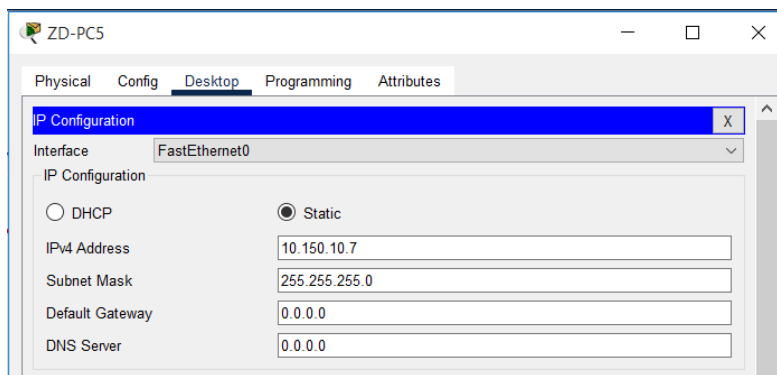 ZD-PC5
Physical Config Desktop Programming Attributes
IP Configuration X
Interface FastEthernet0
IP Configuration
DHCP Static
IPv4 Address 10.150.10.7
Subnet Mask 255.255.255.0
Default Gateway 0.0.0.0
DNS Server 0.0.0.0